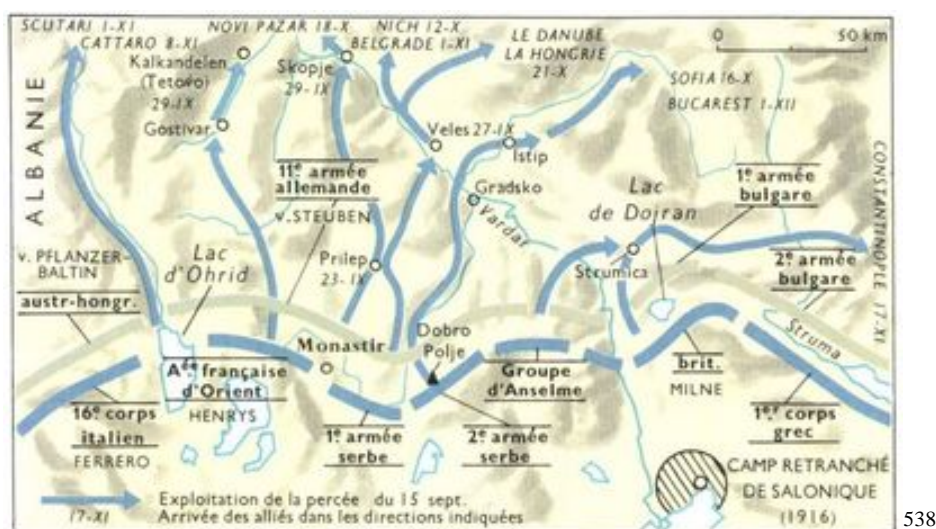 SCUTARI 1-XI
CATTARO 8-XI
NOVI PAZAR 18-X
NICH 12-X
BELGRADE 1-XI
LE DANUBE
LA HONGRIE
21-X
0 50 km
Kalkandelen
(Tetovo)
29-IX
Skopje
29-IX
SOFIA 16-X
BUCAREST 1-XII
ALBANIE
Gostivar
Veles 27-IX
Istip
11e armée
allemande
v. STEUBEN
Gradsko
Vardar
Lac
de Dojran
1e armée
bulgare
CONSTANTINOPLE 17-XI
v. PFLANZER-
BALTIN
austr-hongr.
Lac
d'Ohrid
Prilep
23-IX
Strumica
2e armée
bulgare
Monastir
Dobro
Polje
Struma
Aée française
d'Orient
HENRYS
Groupe
d'Anselme
brit.
MILNE
16e corps
italien
FERRERO
1e armée
serbe
2e armée
serbe
1er corps
grec
CAMP RETRANCHÉ
DE SALONIQUE
(1916)
Exploitation de la percée du 15 sept.
17-XI Arrivée des alliés dans les directions indiquées
538